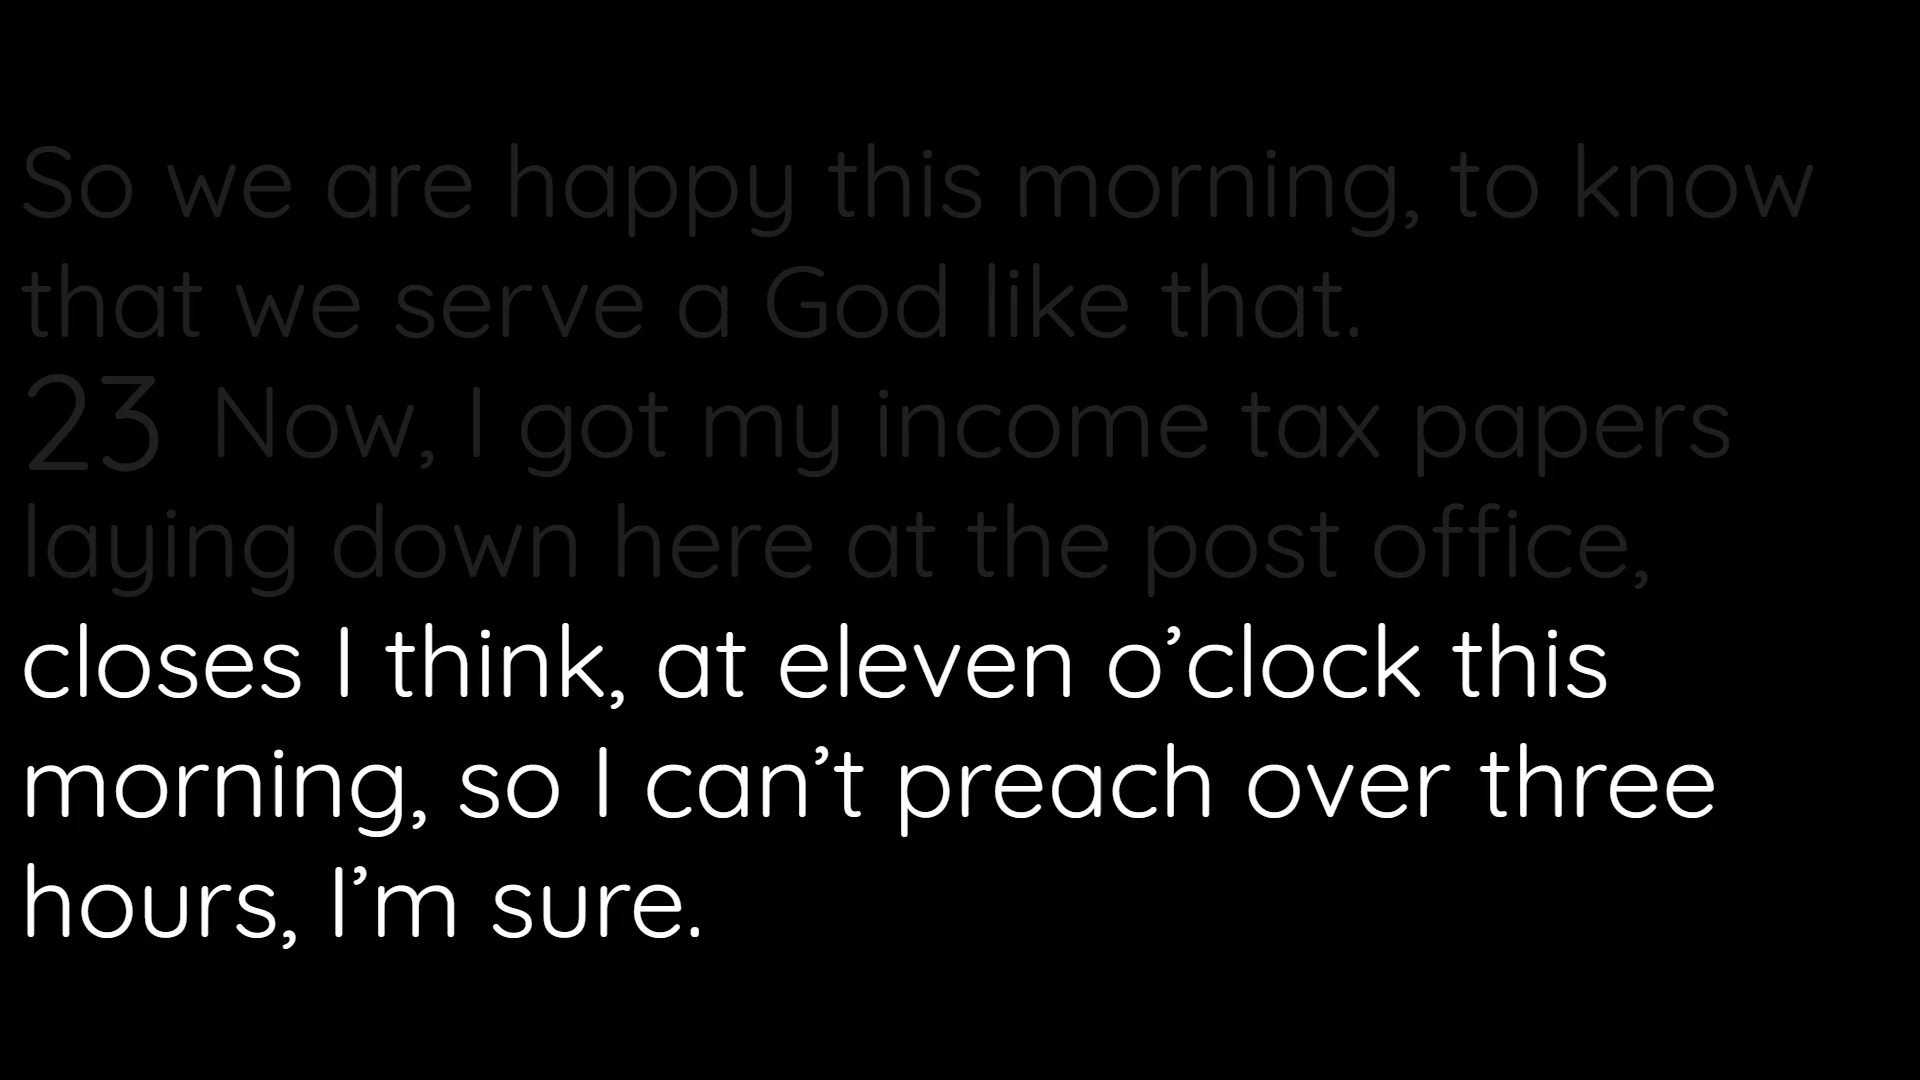 So we are happy this morning, to know
that we serve a God like that.
23 Now, I got my income tax papers
laying down here at the post office,
closes I think, at eleven o’clock this
morning, so I can’t preach over three
hours, I’m sure.